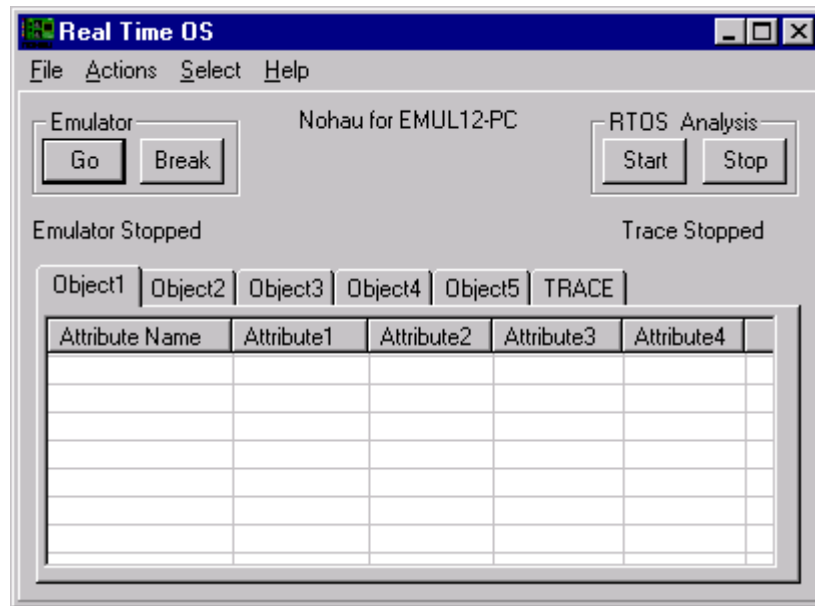 Real Time OS
File Actions Select Help
Emulator
Nohau for EMUL12-PC
RTOS Analysis
Go Break
Start Stop
Emulator Stopped
Trace Stopped
Object1 Object2 Object3 Object4 Object5 TRACE
Attribute Name Attribute1 Attribute2 Attribute3 Attribute4